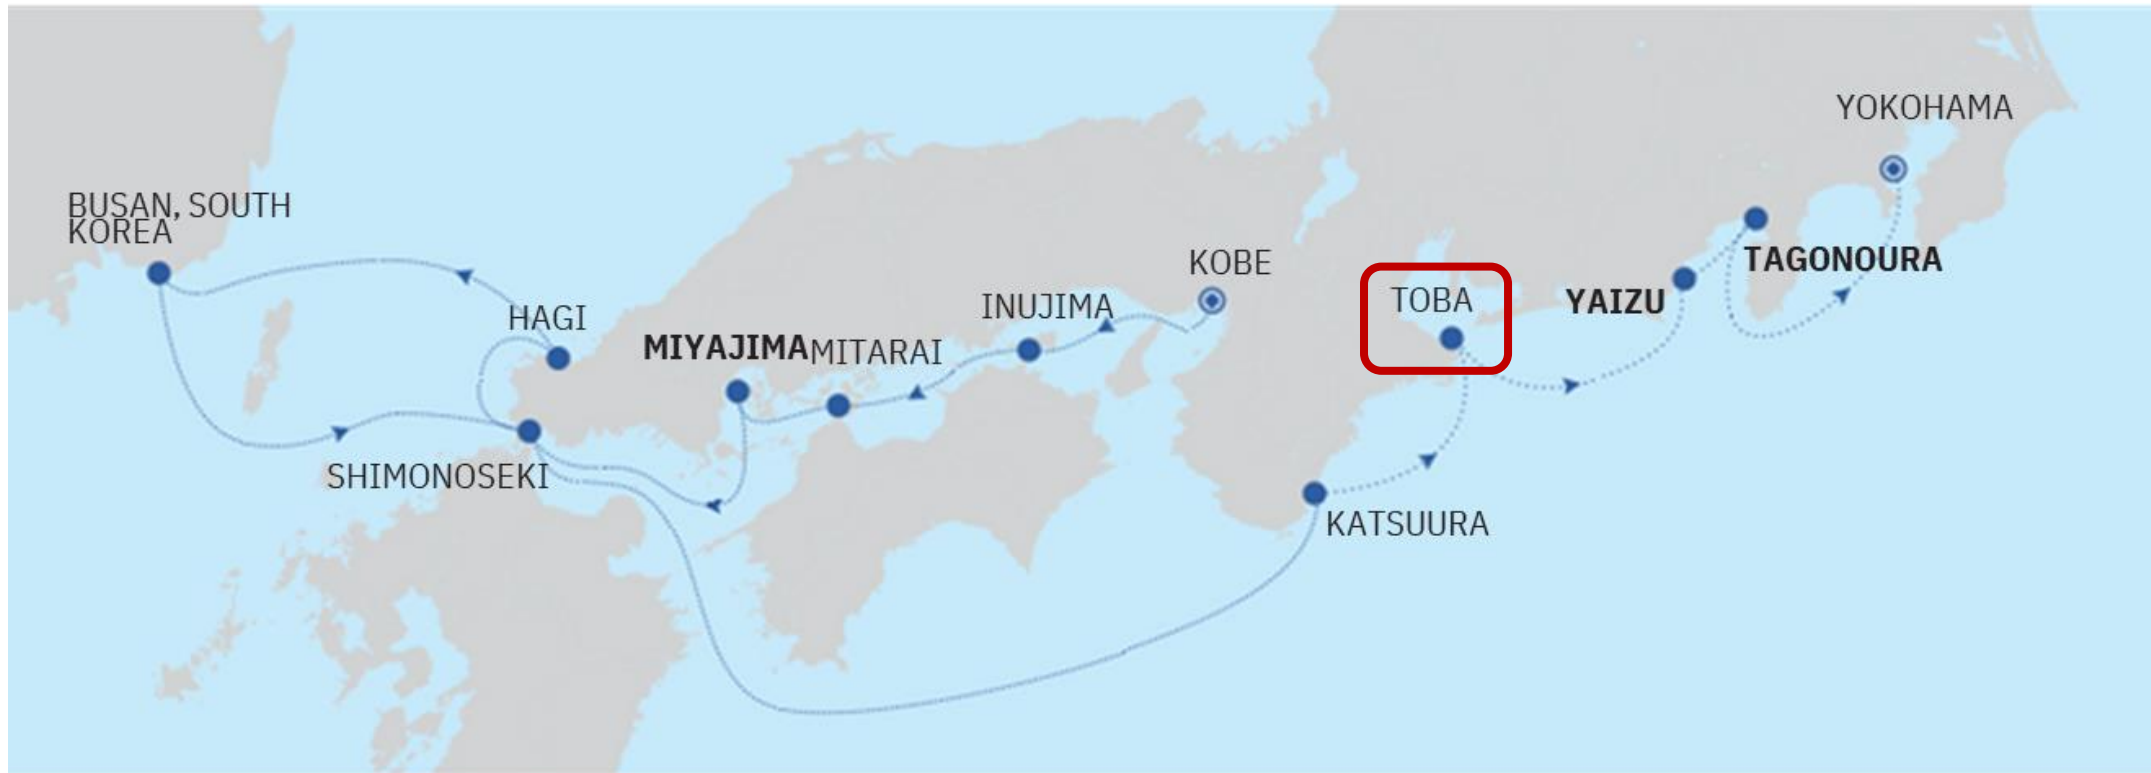 YOKOHAMA
BUSAN, SOUTH
KOREA
TAGONOURA
KOBE
TOBA
YAIZU
INUJIMA
HAGI
MIYAJIMA
MITARAI
SHIMONOSEKI
KATSUURA